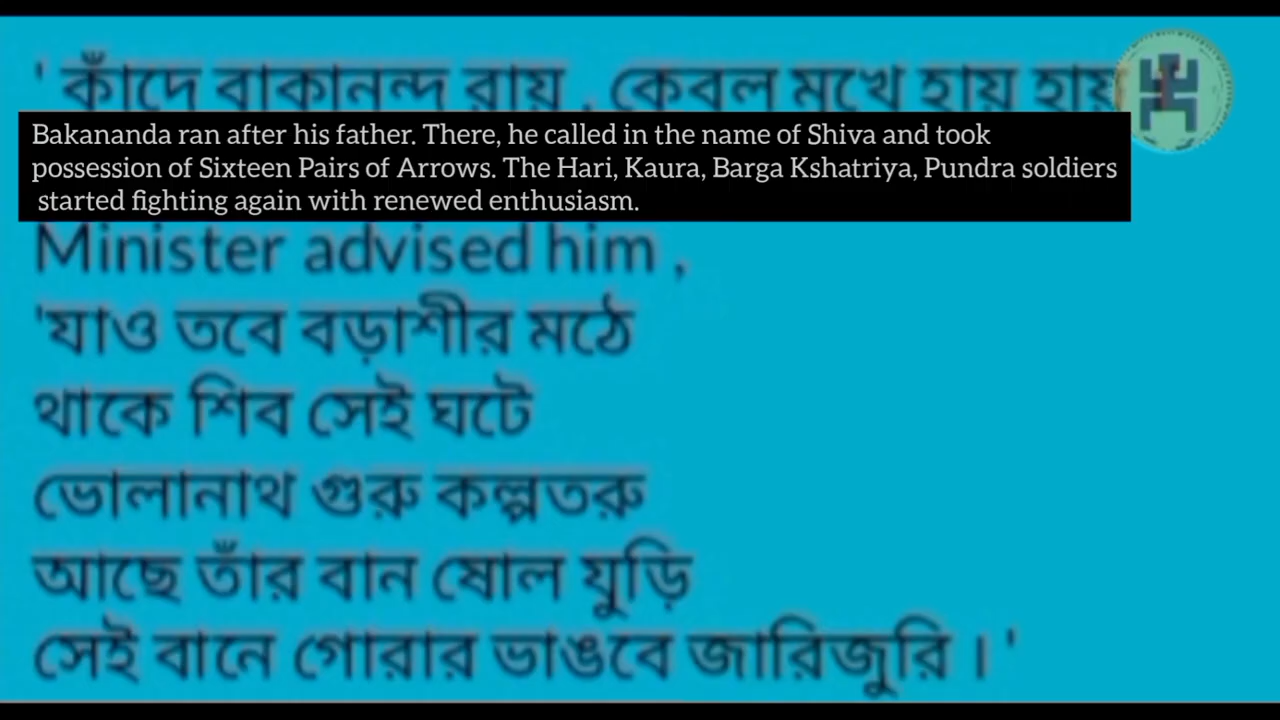 ' কাঁদে বাকানন্দ রায় , কেবল মুখে হায় হায়
Bakananda ran after his father. There, he called in the name of Shiva and took
possession of Sixteen Pairs of Arrows. The Hari, Kaura, Barga Kshatriya, Pundra soldiers
started fighting again with renewed enthusiasm.
Minister advised him ,
'যাও তবে বড়াশীর মঠে
থাকে শিব সেই ঘটে
ভোলানাথ গুরু কল্পতরু
আছে তাঁর বান ষোল যুড়ি
সেই বানে গোরার ভাঙবে জারিজুরি । '